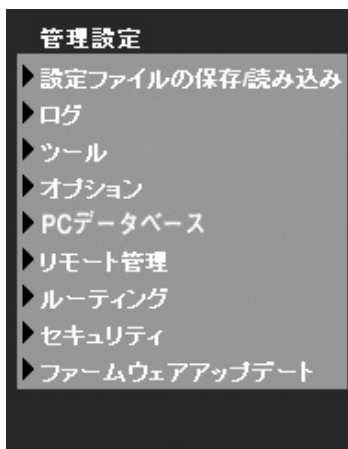 管理設定
設定ファイルの保存/読み込み
ログ
ツール
オプション
PCデータベース
リモート管理
ルーティング
セキュリティ
ファームウェアアップデート